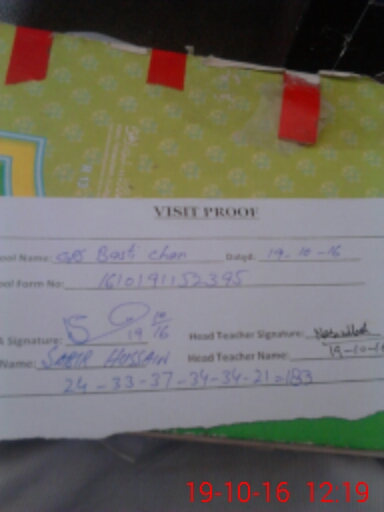 VISIT PROOF
ool Name: GPS Basti chan Dated: 19-10-16
ool Form No: 1610191152395
A Signature: 19 10/16 Head Teacher Signature:
Name: SABIR HUSSAIN Head Teacher Name: 19-10-16
24-33-37-34-34-21=183
19-10-16 12:19